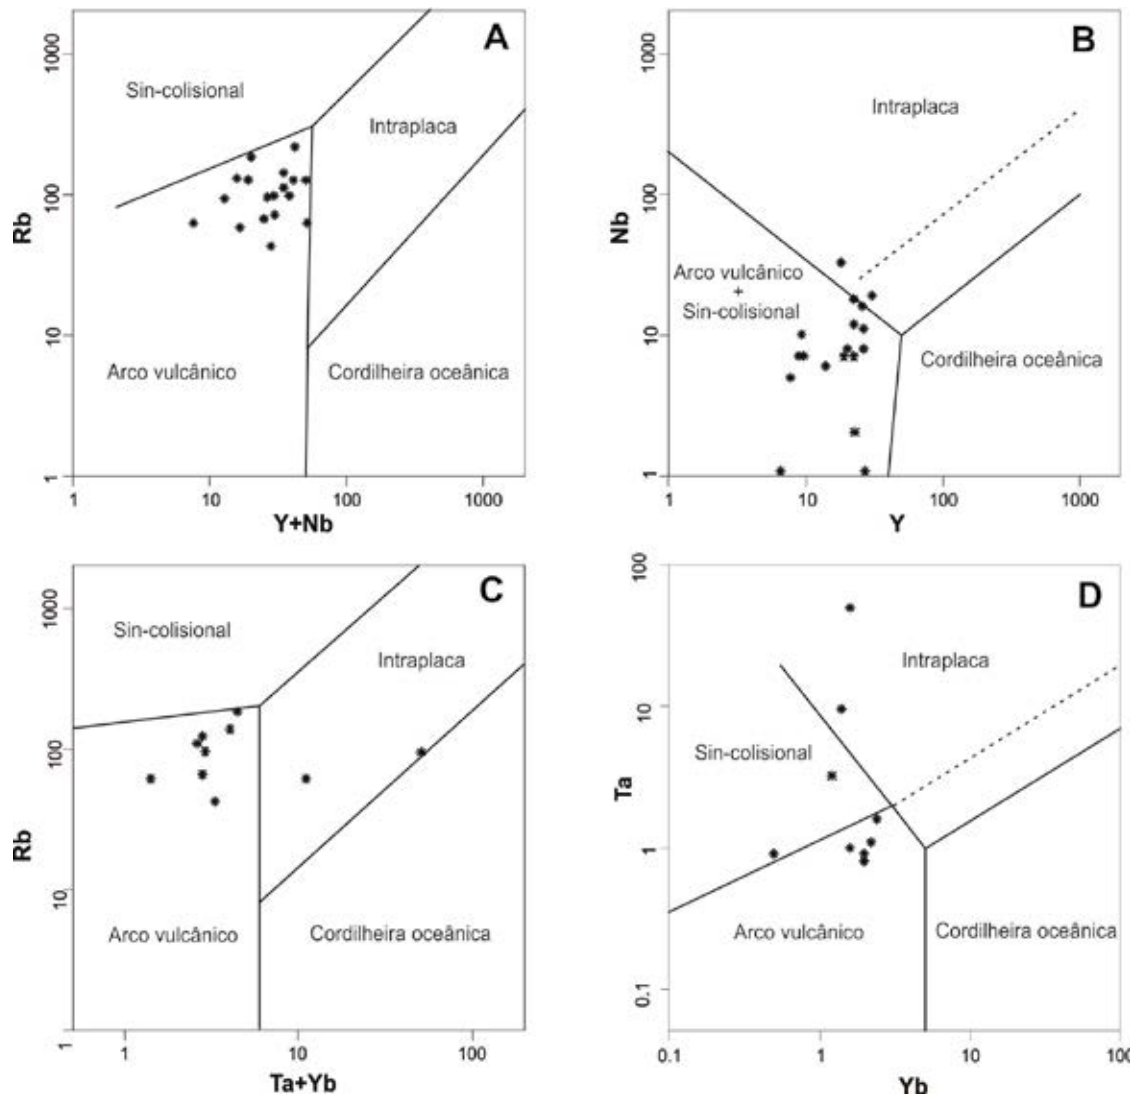 A
1000
Sin-colisional
Intraplaca
100
Rb
10
Arco vulcânico
Cordilheira oceânica
1
1
10
100
1000
Y+Nb
B
1000
Intraplaca
100
Nb
Arco vulcânico
+
Sin-colisional
10
Cordilheira oceânica
1
1
10
100
1000
Y
C
1000
Sin-colisional
Intraplaca
100
Rb
10
Arco vulcânico
Cordilheira oceânica
1
1
10
100
Ta+Yb
100
D
Intraplaca
10
Sin-colisional
Ta
1
Arco vulcânico
Cordilheira oceânica
0.1
0.1
1
10
100
Yb